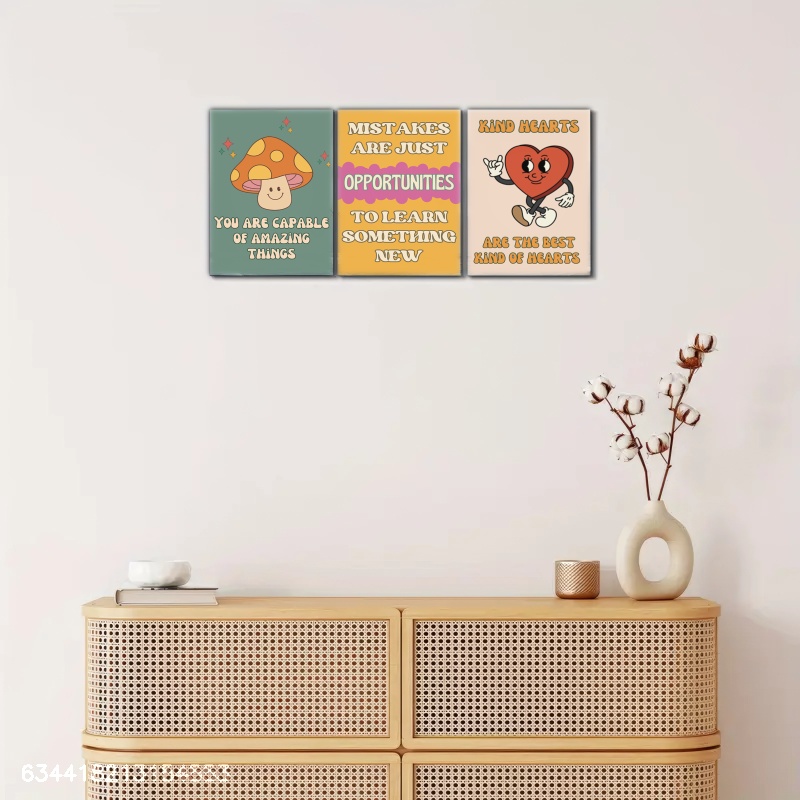 YOU ARE CAPABLE
OF AMAZING
THINGS
MISTAKES
ARE JUST
OPPORTUNITIES
TO LEARN
SOMETHING
NEW
KIND HEARTS
ARE THE BEST
KIND OF HEARTS